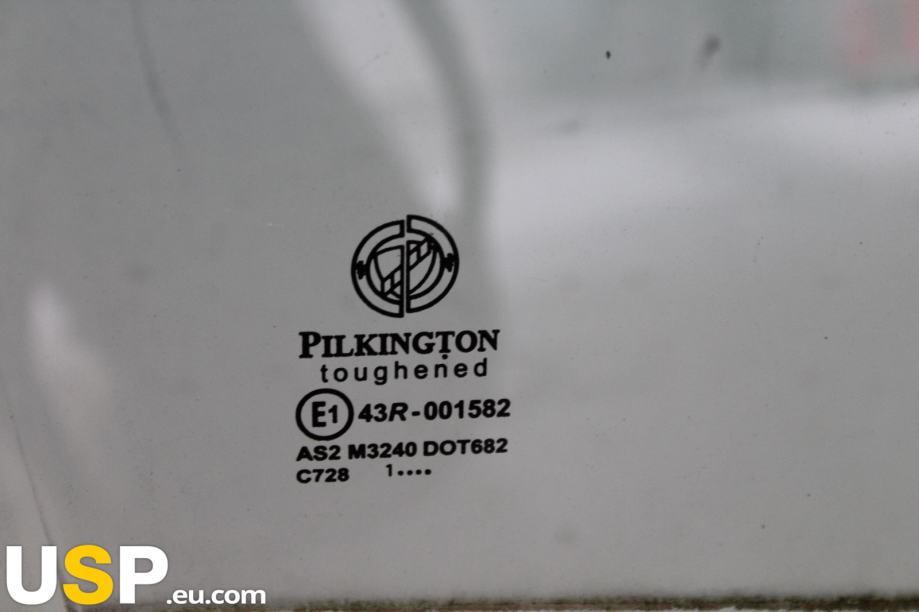 PILKINGTON
toughened
E1 43R-001582
AS2 M3240 DOT682
C728 1....
USP.eu.com